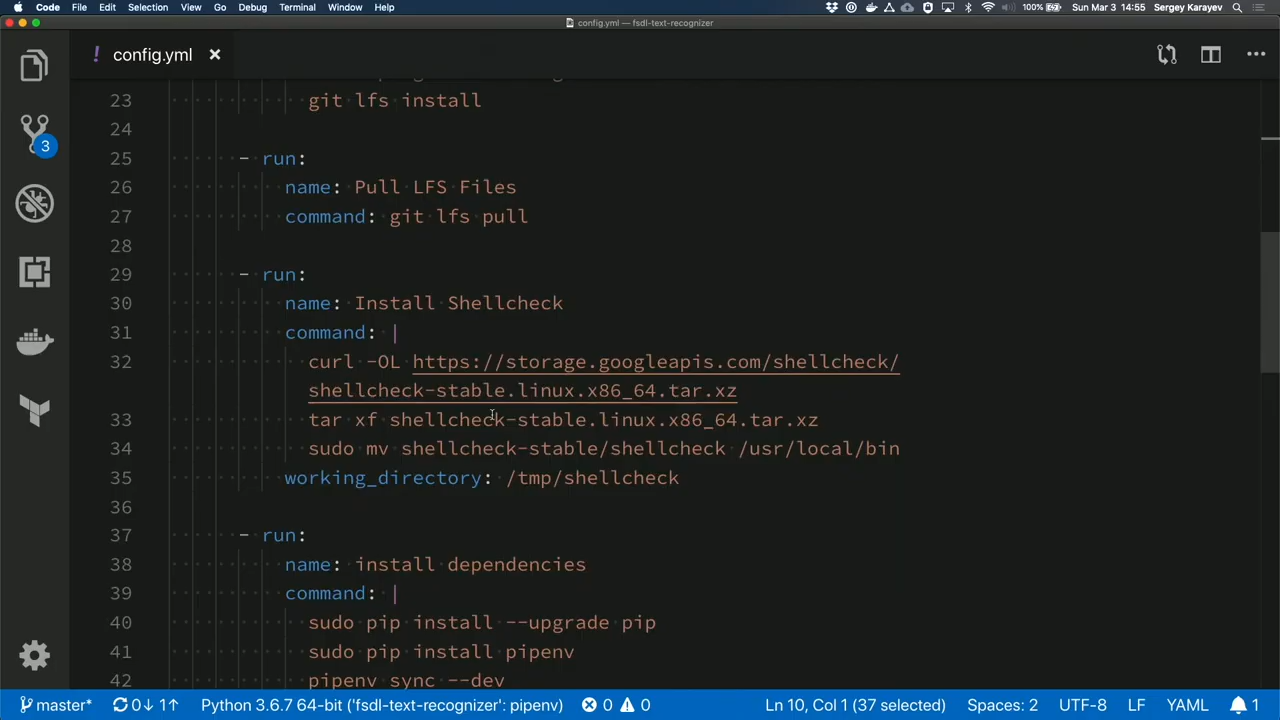 Code File Edit Selection View Go Debug Terminal Window Help 100% Sun Mar 3 14:55 Sergey Karayev
config.yml — fsdl-text-recognizer
! config.yml ×
23 git lfs install
24
25 - run:
26 name: Pull LFS Files
27 command: git lfs pull
28
29 - run:
30 name: Install Shellcheck
31 command: |
32 curl -OL https://storage.googleapis.com/shellcheck/
shellcheck-stable.linux.x86_64.tar.xz
33 tar xf shellcheck-stable.linux.x86_64.tar.xz
34 sudo mv shellcheck-stable/shellcheck /usr/local/bin
35 working_directory: /tmp/shellcheck
36
37 - run:
38 name: install dependencies
39 command: |
40 sudo pip install --upgrade pip
41 sudo pip install pipenv
42 pipenv sync --dev
3
master* 0↓ 1↑ Python 3.6.7 64-bit ('fsdl-text-recognizer': pipenv) 0 0 Ln 10, Col 1 (37 selected) Spaces: 2 UTF-8 LF YAML 1